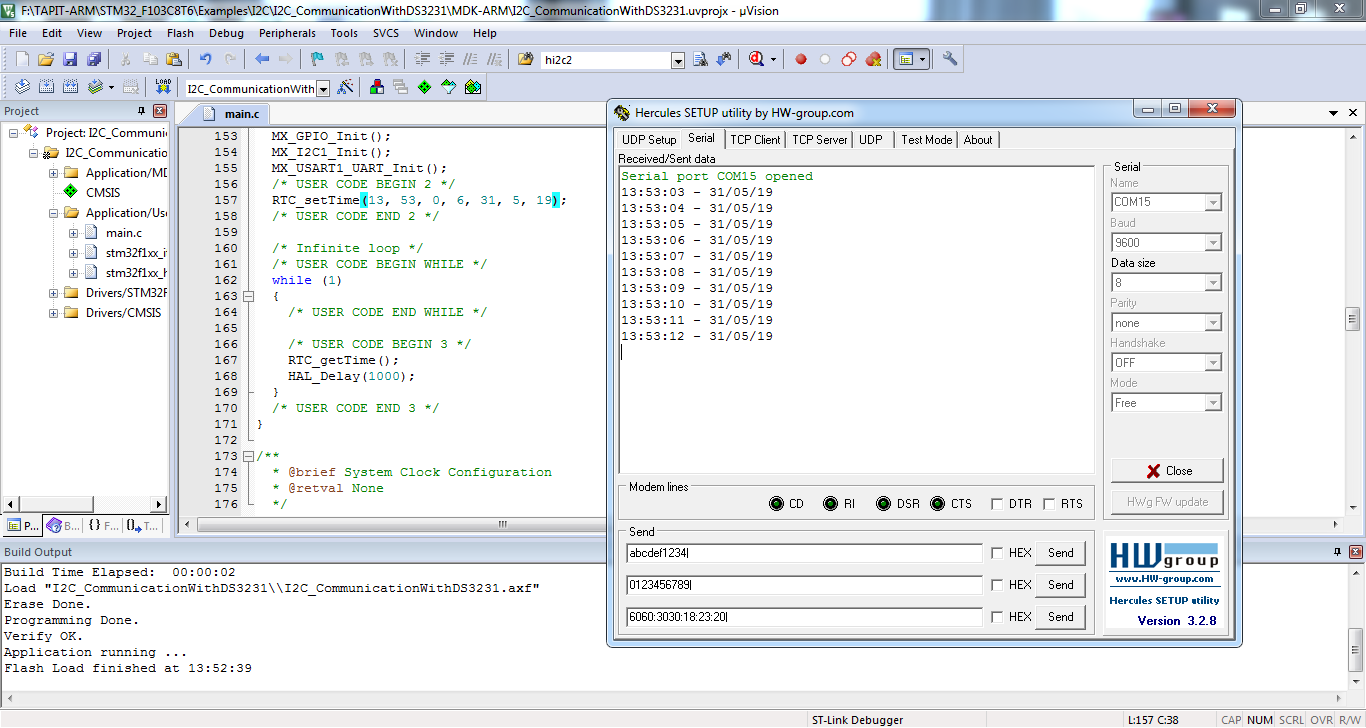 F:\TAPIT-ARM\STM32_F103C8T6\Examples\I2C\I2C_CommunicationWithDS3231\MDK-ARM\I2C_CommunicationWithDS3231.uvprojx - µVision
File Edit View Project Flash Debug Peripherals Tools SVCS Window Help
hi2c2
LOAD I2C_CommunicationWith
Project
Project: I2C_Communi
I2C_Communicatio
Application/MD
CMSIS
Application/Use
main.c
stm32f1xx_it
stm32f1xx_h
Drivers/STM32F
Drivers/CMSIS
P... B... {} F... T...
main.c
153 MX_GPIO_Init();
154 MX_I2C1_Init();
155 MX_USART1_UART_Init();
156 /* USER CODE BEGIN 2 */
157 RTC_setTime(13, 53, 0, 6, 31, 5, 19);
158 /* USER CODE END 2 */
159
160 /* Infinite loop */
161 /* USER CODE BEGIN WHILE */
162 while (1)
163 {
164 /* USER CODE END WHILE */
165
166 /* USER CODE BEGIN 3 */
167 RTC_getTime();
168 HAL_Delay(1000);
169 }
170 /* USER CODE END 3 */
171 }
172
173 /**
174 * @brief System Clock Configuration
175 * @retval None
176 */
Hercules SETUP utility by HW-group.com
UDP Setup Serial TCP Client TCP Server UDP Test Mode About
Received/Sent data
Serial port COM15 opened
13:53:03 - 31/05/19
13:53:04 - 31/05/19
13:53:05 - 31/05/19
13:53:06 - 31/05/19
13:53:07 - 31/05/19
13:53:08 - 31/05/19
13:53:09 - 31/05/19
13:53:10 - 31/05/19
13:53:11 - 31/05/19
13:53:12 - 31/05/19
Serial
Name
COM15
Baud
9600
Data size
8
Parity
none
Handshake
OFF
Mode
Free
Close
HWg FW update
Modem lines
CD RI DSR CTS DTR RTS
Send
abcdef1234 HEX Send
0123456789 HEX Send
6060:3030:18:23:20 HEX Send
HW group
www.HW-group.com
Hercules SETUP utility
Version 3.2.8
Build Output
Build Time Elapsed: 00:00:02
Load "I2C_CommunicationWithDS3231\\I2C_CommunicationWithDS3231.axf"
Erase Done.
Programming Done.
Verify OK.
Application running ...
Flash Load finished at 13:52:39
ST-Link Debugger L:157 C:38 CAP NUM SCRL OVR R/W